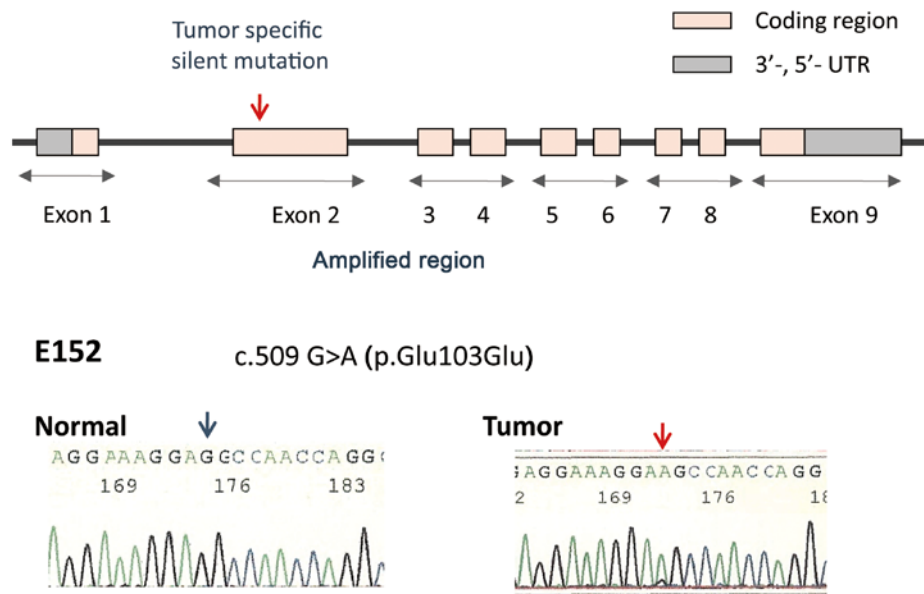 Tumor specific
silent mutation
Coding region
3'-, 5'- UTR
Exon 1
Exon 2
3
4
5
6
7
8
Exon 9
Amplified region
E152
c.509 G>A (p.Glu103Glu)
Normal
AGGAAAGGAGGCCAACCAGG
169 176 183
Tumor
GAGGAAAGGAAGCCAACCAGG
169 176